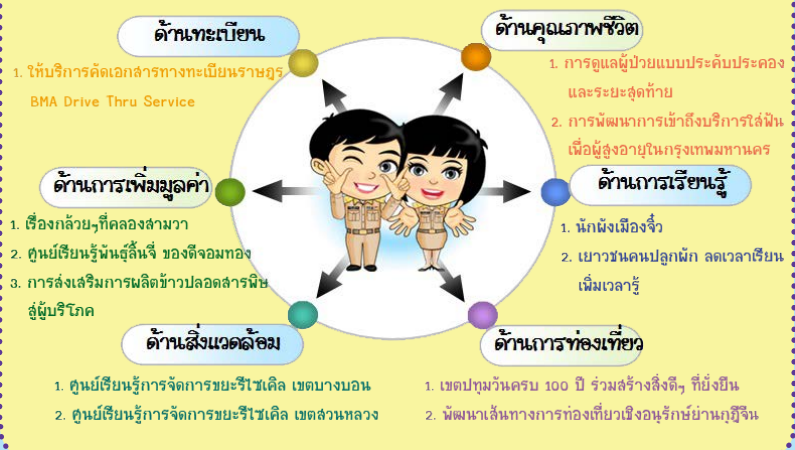 ด้านทะเบียน
1. ให้บริการคัดเอกสารทางทะเบียนราษฎร
BMA Drive Thru Service
ด้านคุณภาพชีวิต
1. การดูแลผู้ป่วยแบบประคับประคอง
และระยะสุดท้าย
2. การพัฒนาการเข้าถึงบริการใส่ฟัน
เพื่อผู้สูงอายุในกรุงเทพมหานคร
ด้านการเพิ่มมูลค่า
1. เรื่องกล้วยๆที่คลองสามวา
2. ศูนย์เรียนรู้พันธุ์ลิ้นจี่ ของดีจอมทอง
3. การส่งเสริมการผลิตข้าวปลอดสารพิษ
สู่ผู้บริโภค
ด้านการเรียนรู้
1. นักผังเมืองจิ๋ว
2. เยาวชนคนปลูกผัก ลดเวลาเรียน
เพิ่มเวลารู้
ด้านสิ่งแวดล้อม
1. ศูนย์เรียนรู้การจัดการขยะรีไซเคิล เขตบางบอน
2. ศูนย์เรียนรู้การจัดการขยะรีไซเคิล เขตสวนหลวง
ด้านการท่องเที่ยว
1. เขตปทุมวันครบ 100 ปี ร่วมสร้างสิ่งดีๆ ที่ยั่งยืน
2. พัฒนาเส้นทางการท่องเที่ยวเชิงอนุรักษ์ย่านกุฎีจีน